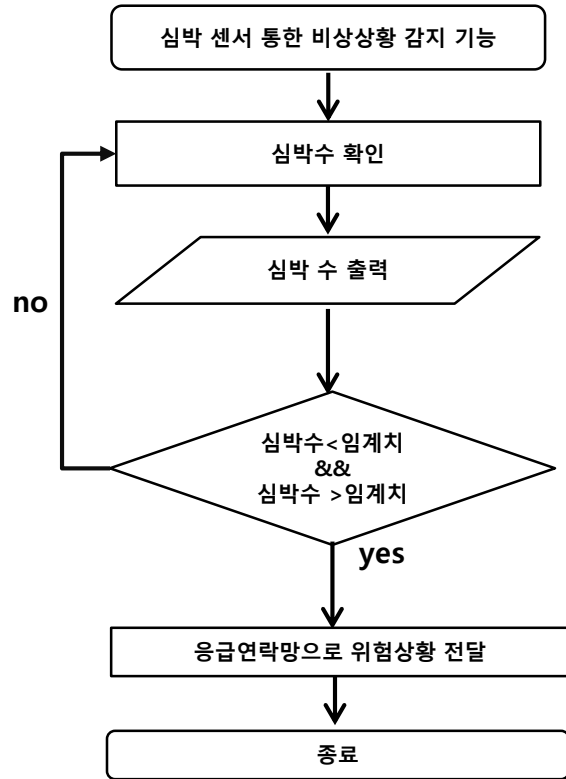 심박 센서 통한 비상상황 감지 기능
심박수 확인
심박 수 출력
no
심박수<임계치
&&
심박수 >임계치
yes
응급연락망으로 위험상황 전달
종료